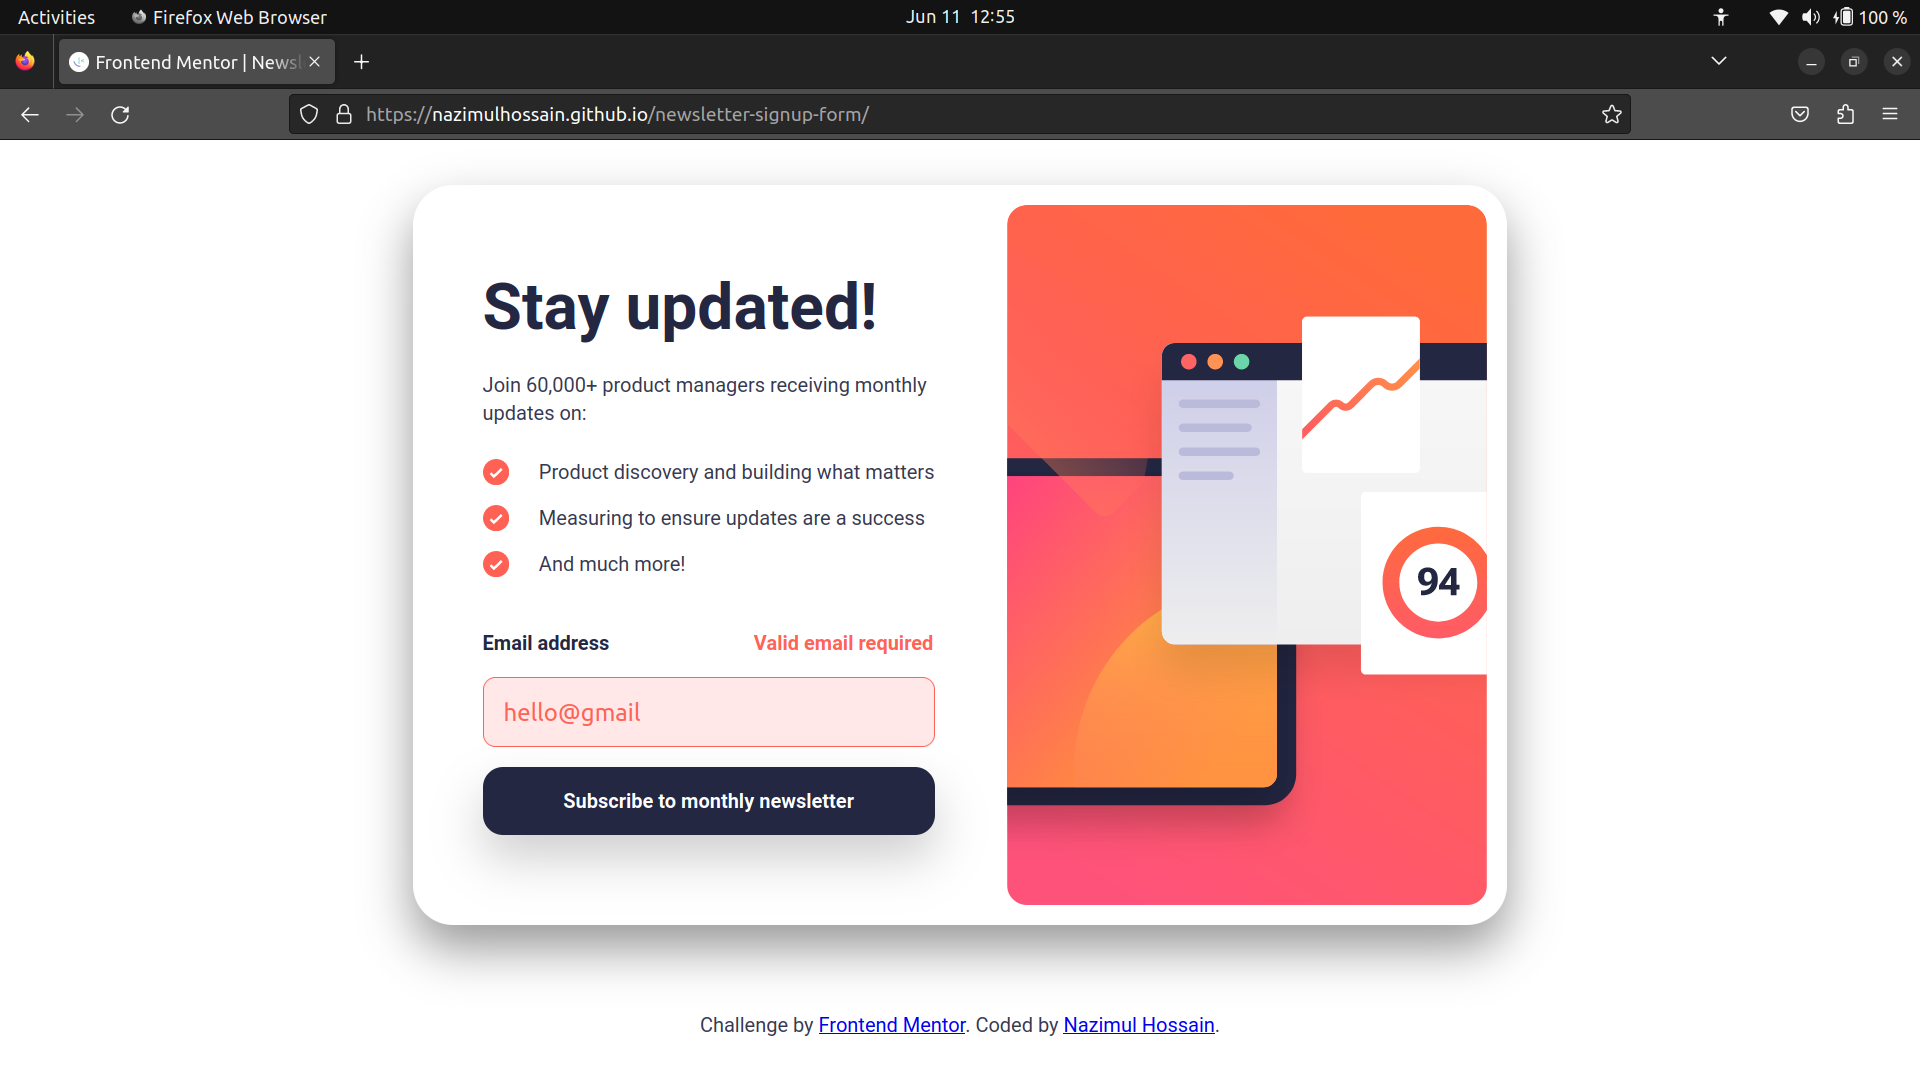 Activities
Firefox Web Browser
Jun 11 12:55
100 %
Frontend Mentor | Newsl
https://nazimulhossain.github.io/newsletter-signup-form/
Stay updated!
Join 60,000+ product managers receiving monthly
updates on:
Product discovery and building what matters
Measuring to ensure updates are a success
And much more!
Email address
Valid email required
hello@gmail
Subscribe to monthly newsletter
94
Challenge by Frontend Mentor. Coded by Nazimul Hossain.